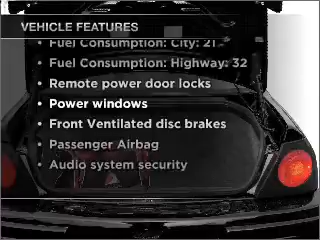 VEHICLE FEATURES
• Fuel Consumption: City: 21
• Fuel Consumption: Highway: 32
• Remote power door locks
• Power windows
• Front Ventilated disc brakes
• Passenger Airbag
• Audio system security